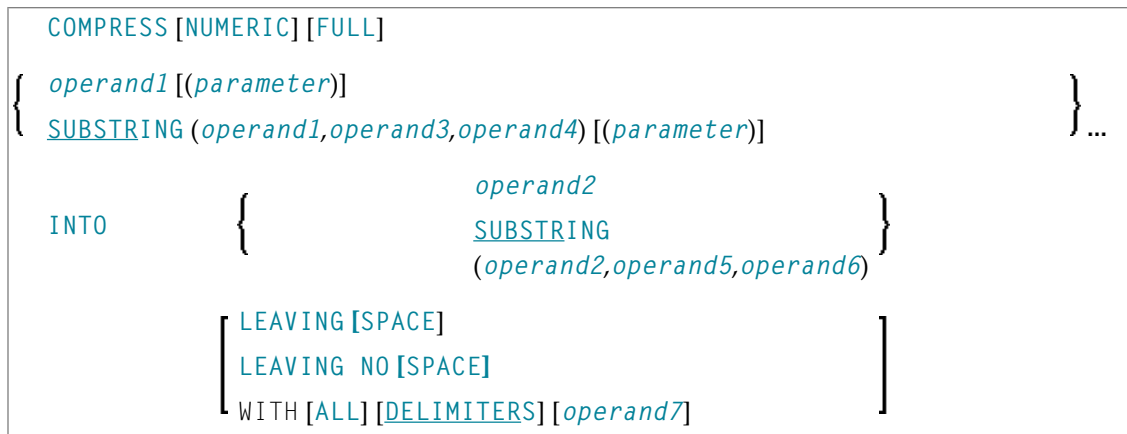 COMPRESS [NUMERIC] [FULL]
operand1 [(parameter)]
SUBSTRING (operand1,operand3,operand4) [(parameter)]
...
INTO
operand2
SUBSTRING
(operand2,operand5,operand6)
LEAVING [SPACE]
LEAVING NO [SPACE]
WITH [ALL] [DELIMITERS] [operand7]